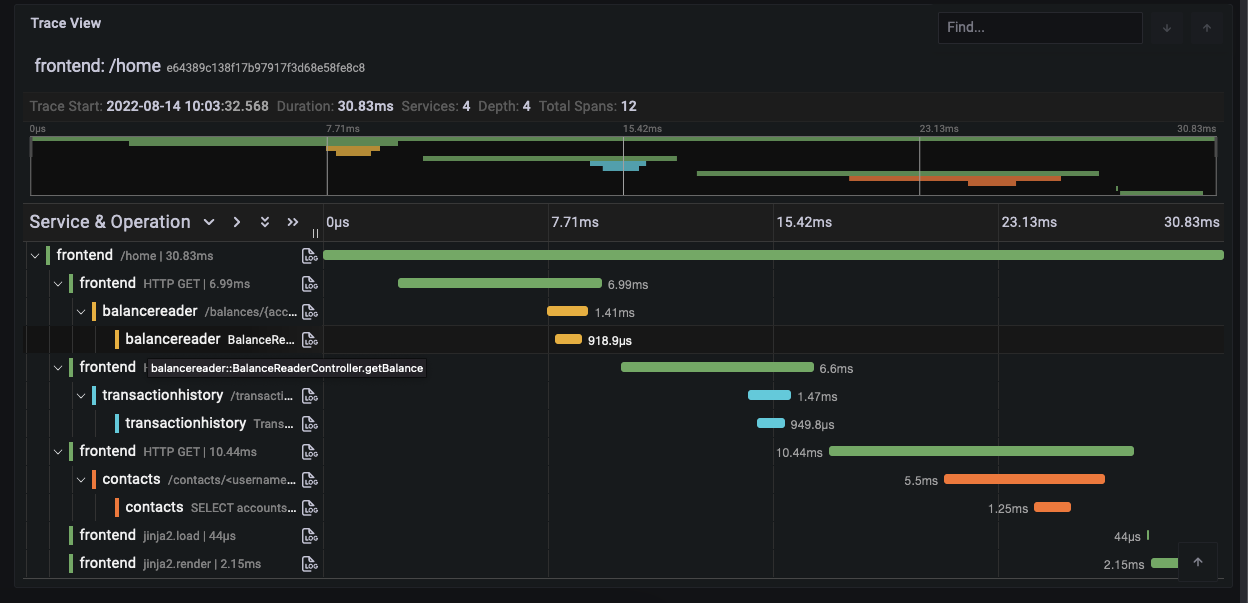 Trace View
Find...
frontend: /home e64389c138f17b97917f3d68e58fe8c8
Trace Start: 2022-08-14 10:03:32.568 Duration: 30.83ms Services: 4 Depth: 4 Total Spans: 12
0µs 7.71ms 15.42ms 23.13ms 30.83ms
Service & Operation 0µs 7.71ms 15.42ms 23.13ms 30.83ms
frontend /home | 30.83ms LOG
frontend HTTP GET | 6.99ms LOG 6.99ms
balancereader /balances/{acc... LOG 1.41ms
balancereader BalanceRe... LOG 918.9µs
frontend H balancereader::BalanceReaderController.getBalance 6.6ms
transactionhistory /transacti... LOG 1.47ms
transactionhistory Trans... LOG 949.8µs
frontend HTTP GET | 10.44ms LOG 10.44ms
contacts /contacts/<username... LOG 5.5ms
contacts SELECT accounts... LOG 1.25ms
frontend jinja2.load | 44µs LOG 44µs
frontend jinja2.render | 2.15ms LOG 2.15ms